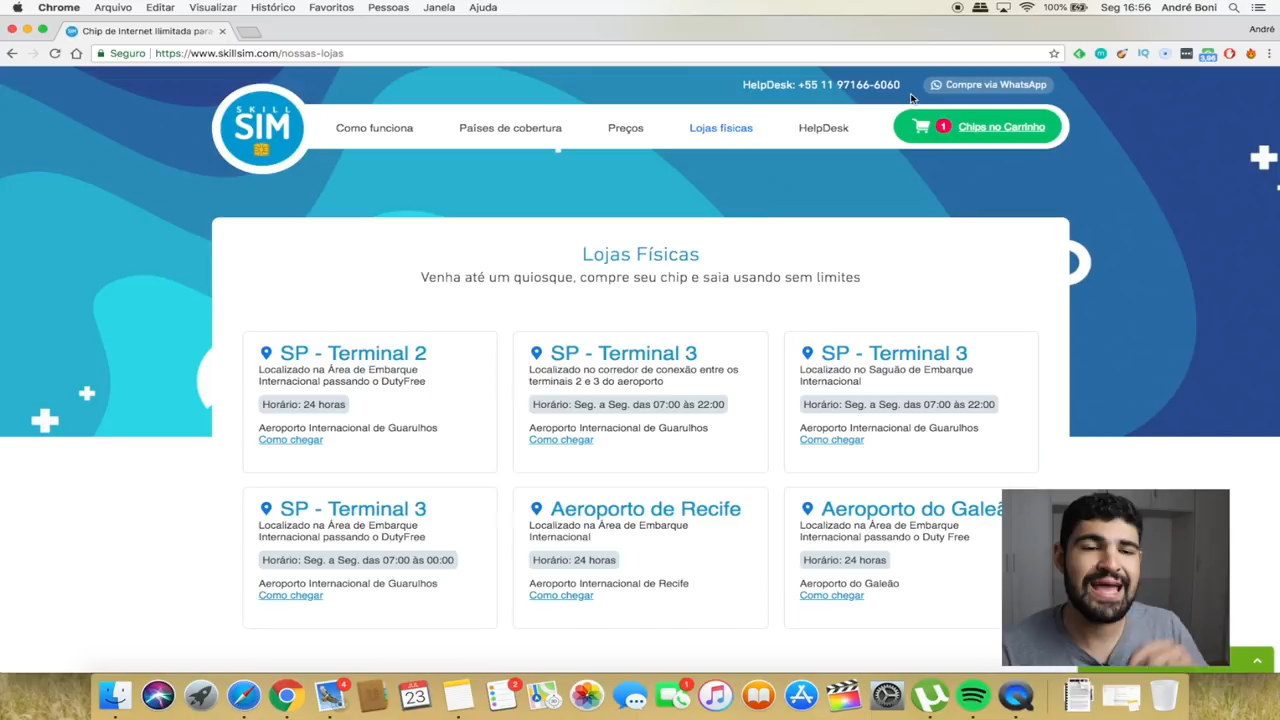 Chrome Arquivo Editar Visualizar Histórico Favoritos Pessoas Janela Ajuda 100% Seg 16:56 André Boni
Chip de Internet Ilimitada para
André
Seguro https://www.skillsim.com/nossas-lojas
IQ
3,96
HelpDesk: +55 11 97166-6060 Compre via WhatsApp
SKILL
SIM
Como funciona Países de cobertura Preços Lojas físicas HelpDesk 1 Chips no Carrinho
Lojas Físicas
Venha até um quiosque, compre seu chip e saia usando sem limites
SP - Terminal 2
Localizado na Área de Embarque
Internacional passando o DutyFree
Horário: 24 horas
Aeroporto Internacional de Guarulhos
Como chegar
SP - Terminal 3
Localizado no corredor de conexão entre os
terminais 2 e 3 do aeroporto
Horário: Seg. a Seg. das 07:00 às 22:00
Aeroporto Internacional de Guarulhos
Como chegar
SP - Terminal 3
Localizado no Saguão de Embarque
Internacional
Horário: Seg. a Seg. das 07:00 às 22:00
Aeroporto Internacional de Guarulhos
Como chegar
SP - Terminal 3
Localizado na Área de Embarque
Internacional passando o DutyFree
Horário: Seg. a Seg. das 07:00 às 00:00
Aeroporto Internacional de Guarulhos
Como chegar
Aeroporto de Recife
Localizado na Área de Embarque
Internacional
Horário: 24 horas
Aeroporto Internacional de Recife
Como chegar
Aeroporto do Galeã
Localizado na Área de Embarque
Internacional passando o Duty Free
Horário: 24 horas
Aeroporto do Galeão
Como chegar
4
JUL
23
2
1